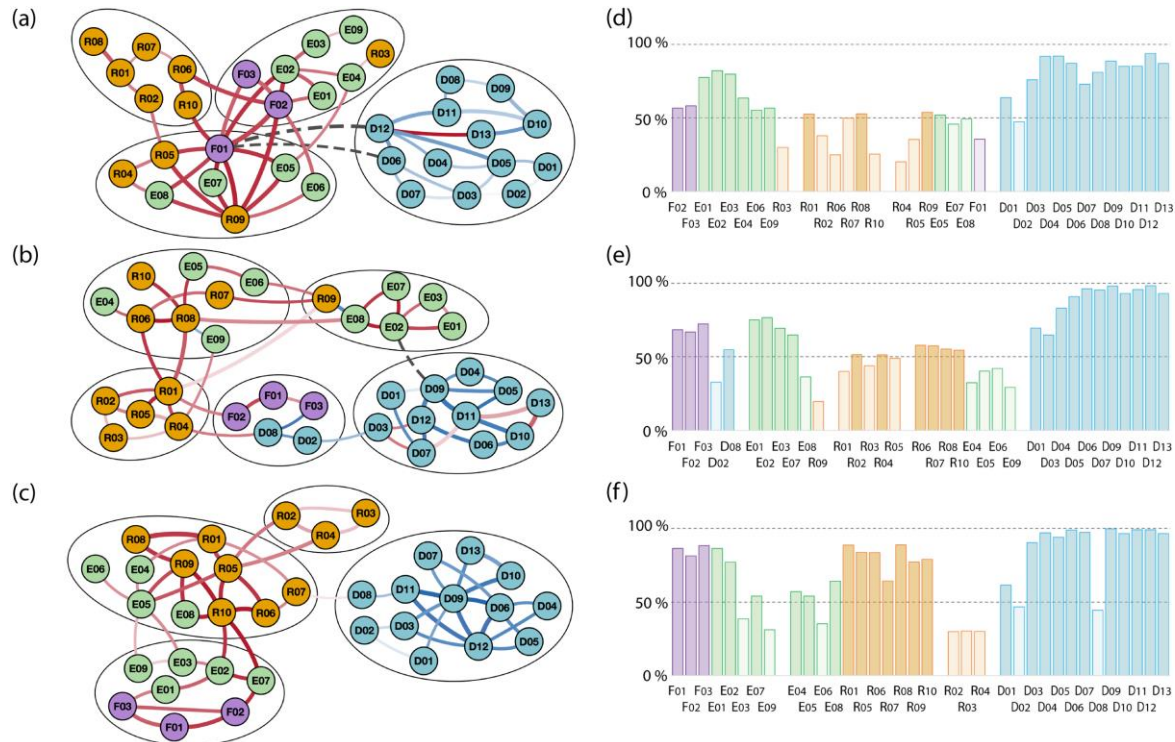 (a)
R08
R07
R01
R06
R02
R10
E03
E09
R03
F03
E02
E04
F02
E01
F01
R05
R04
E07
E05
E08
E06
R09
D08
D09
D11
D10
D12
D13
D06
D04
D05
D01
D07
D03
D02
(b)
R10
E05
E06
E04
R07
R06
R08
E09
R09
E07
E03
E08
E02
E01
R01
R02
R05
R04
R03
F01
F02
F03
D08
D02
D04
D01
D09
D05
D13
D11
D12
D03
D10
D06
D07
(c)
R02
R03
R04
R08
R01
E06
E04
R09
R05
E05
E08
R10
R06
R07
E09
E03
E02
E01
E07
F03
F02
F01
D07
D13
D10
D08
D11
D09
D06
D04
D02
D03
D05
D12
D01
(d)
100 %
50 %
0 %
F02 E01 E03 E06 R03 R01 R06 R08 R04 R09 E07 F01 D01 D03 D05 D07 D09 D11 D13
F03 E02 E04 E09 R02 R07 R10 R05 E05 E08 D02 D04 D06 D08 D10 D12
(e)
100 %
50 %
0 %
F01 F03 D08 E01 E03 E08 R01 R03 R05 R06 R08 E04 E06 D01 D04 D06 D09 D11 D13
F02 D02 E02 E07 R09 R02 R04 R07 R10 E05 E09 D03 D05 D07 D10 D12
(f)
100 %
50 %
0 %
F01 F03 E02 E07 E04 E06 R01 R06 R08 R10 R02 R04 D01 D03 D05 D07 D09 D11 D13
F02 E01 E03 E09 E05 E08 R05 R07 R09 R03 D02 D04 D06 D08 D10 D12